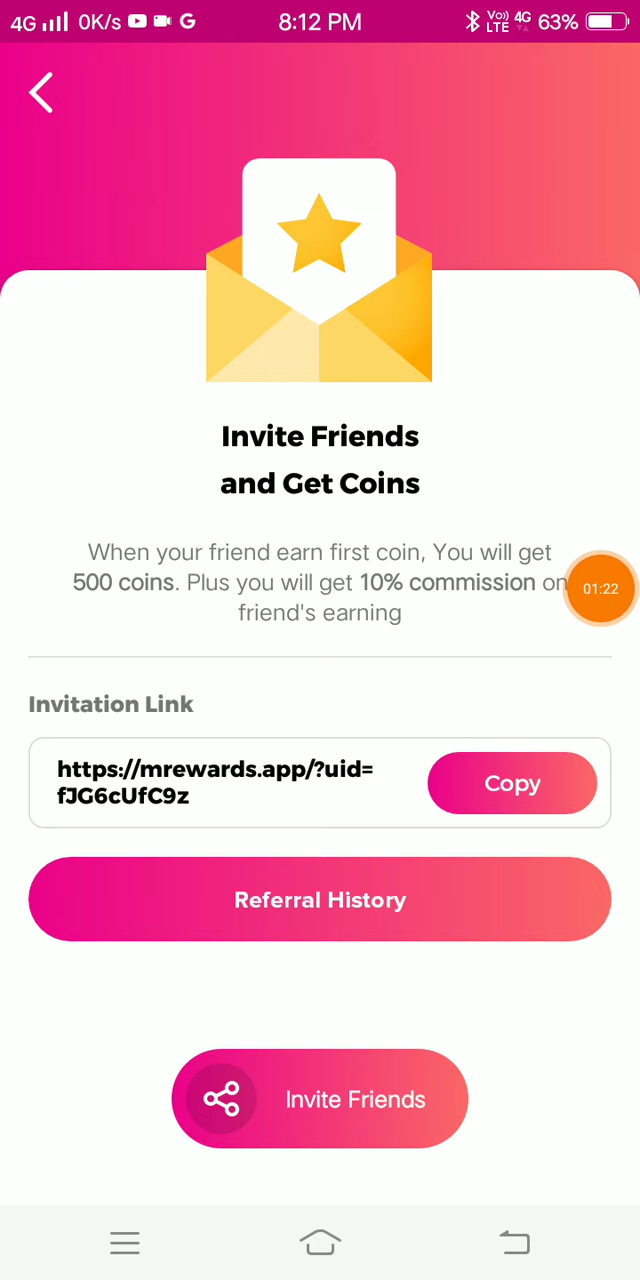 4G 0K/s G 8:12 PM Vo)) LTE 4G 63%
Invite Friends
and Get Coins
When your friend earn first coin, You will get
500 coins. Plus you will get 10% commission on
friend's earning
01:22
Invitation Link
https://mrewards.app/?uid=
fJG6cUfC9z
Copy
Referral History
Invite Friends